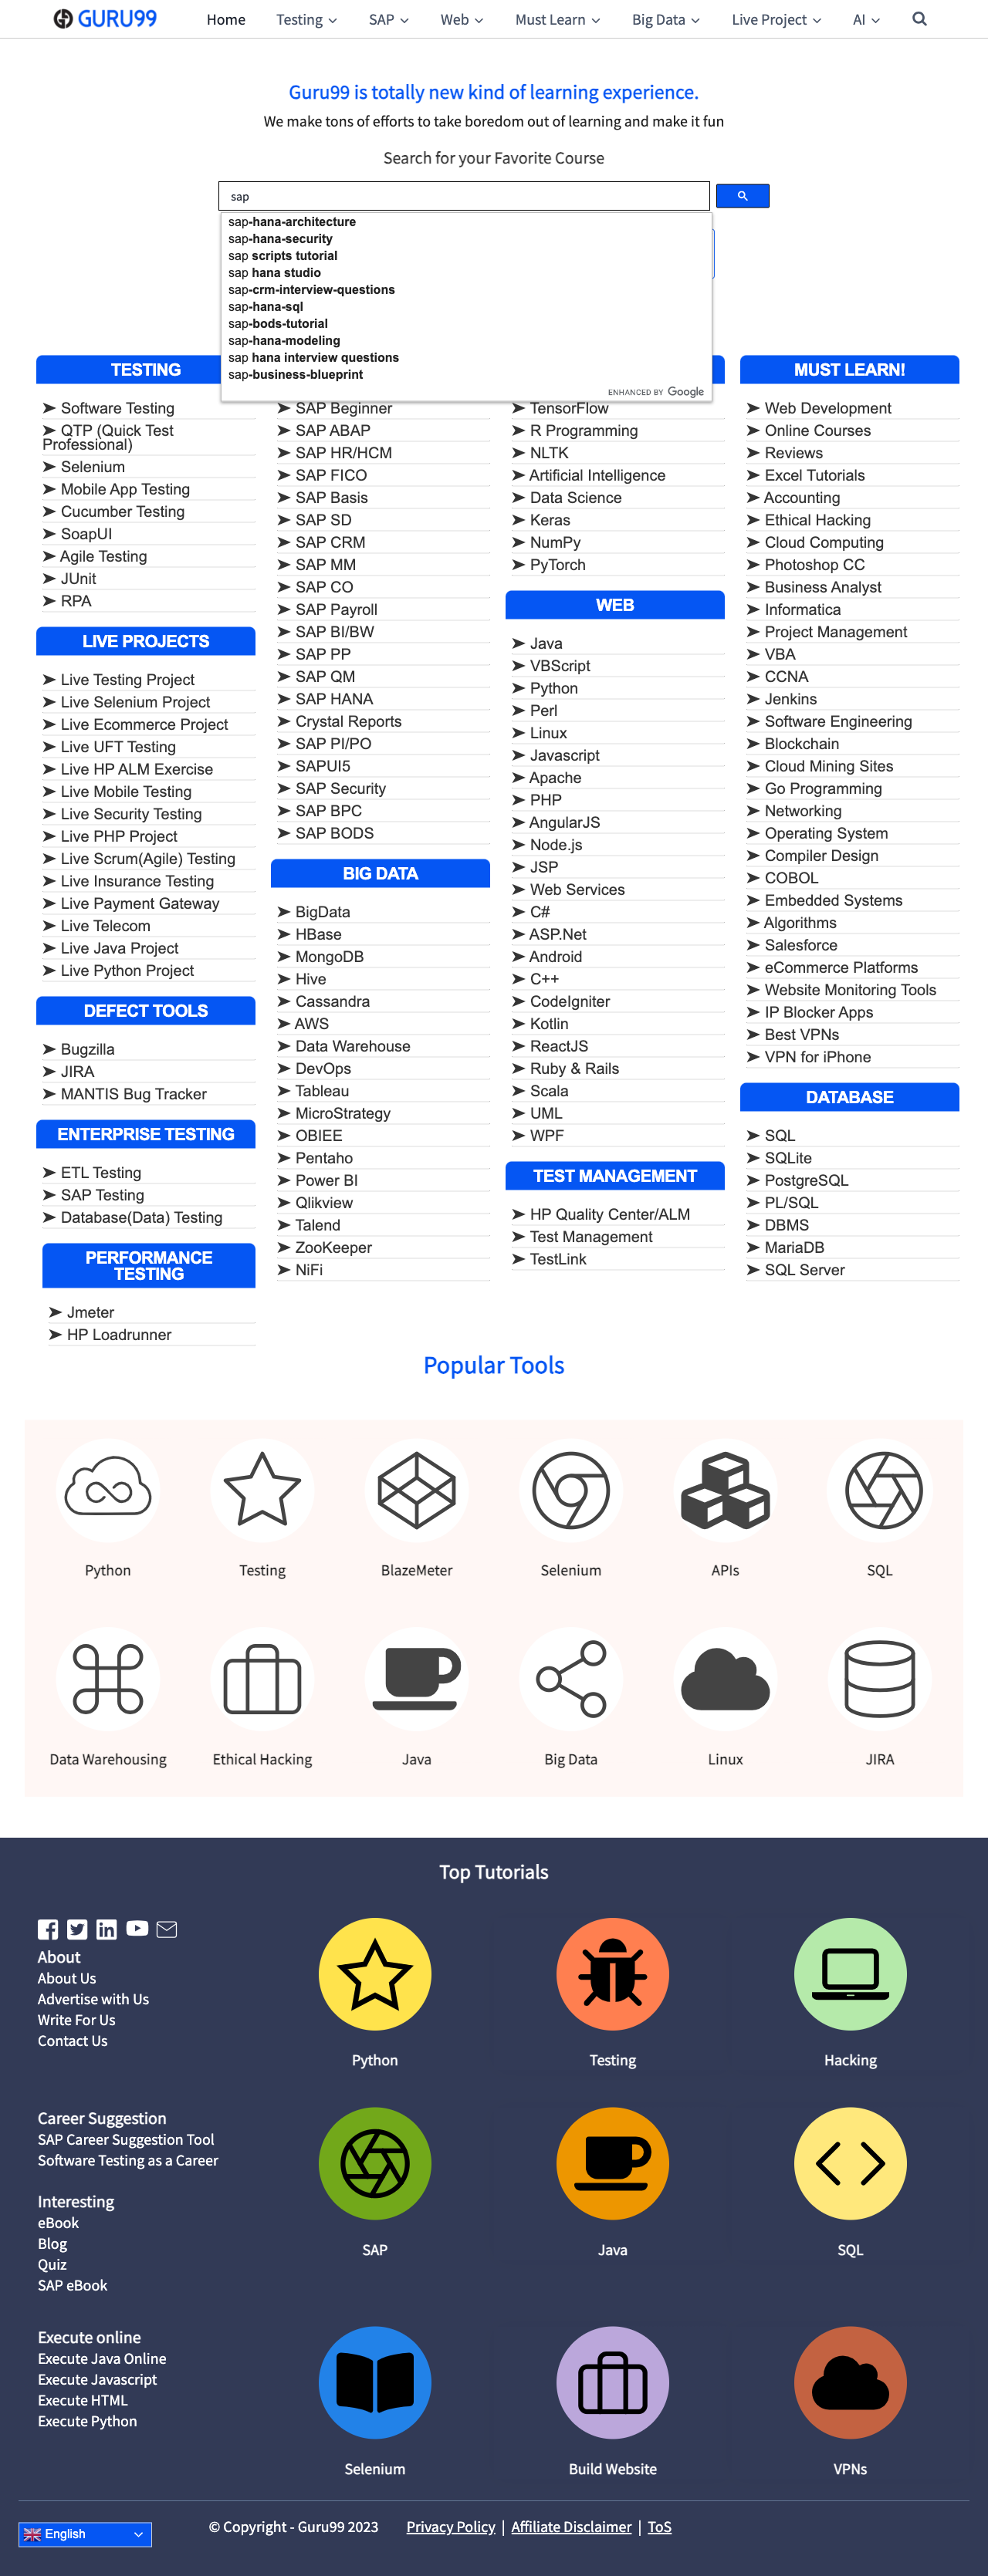 GURU99
Home
Testing
SAP
Web
Must Learn
Big Data
Live Project
AI
Guru99 is totally new kind of learning experience.
We make tons of efforts to take boredom out of learning and make it fun
Search for your Favorite Course
sap
sap-hana-architecture
sap-hana-security
sap scripts tutorial
sap hana studio
sap-crm-interview-questions
sap-hana-sql
sap-bods-tutorial
sap-hana-modeling
sap hana interview questions
sap-business-blueprint
ENHANCED BY Google
TESTING
➤ Software Testing
➤ QTP (Quick Test
Professional)
➤ Selenium
➤ Mobile App Testing
➤ Cucumber Testing
➤ SoapUI
➤ Agile Testing
➤ JUnit
➤ RPA
LIVE PROJECTS
➤ Live Testing Project
➤ Live Selenium Project
➤ Live Ecommerce Project
➤ Live UFT Testing
➤ Live HP ALM Exercise
➤ Live Mobile Testing
➤ Live Security Testing
➤ Live PHP Project
➤ Live Scrum(Agile) Testing
➤ Live Insurance Testing
➤ Live Payment Gateway
➤ Live Telecom
➤ Live Java Project
➤ Live Python Project
DEFECT TOOLS
➤ Bugzilla
➤ JIRA
➤ MANTIS Bug Tracker
ENTERPRISE TESTING
➤ ETL Testing
➤ SAP Testing
➤ Database(Data) Testing
PERFORMANCE
TESTING
➤ Jmeter
➤ HP Loadrunner
➤ SAP Beginner
➤ SAP ABAP
➤ SAP HR/HCM
➤ SAP FICO
➤ SAP Basis
➤ SAP SD
➤ SAP CRM
➤ SAP MM
➤ SAP CO
➤ SAP Payroll
➤ SAP BI/BW
➤ SAP PP
➤ SAP QM
➤ SAP HANA
➤ Crystal Reports
➤ SAP PI/PO
➤ SAPUI5
➤ SAP Security
➤ SAP BPC
➤ SAP BODS
BIG DATA
➤ BigData
➤ HBase
➤ MongoDB
➤ Hive
➤ Cassandra
➤ AWS
➤ Data Warehouse
➤ DevOps
➤ Tableau
➤ MicroStrategy
➤ OBIEE
➤ Pentaho
➤ Power BI
➤ Qlikview
➤ Talend
➤ ZooKeeper
➤ NiFi
➤ TensorFlow
➤ R Programming
➤ NLTK
➤ Artificial Intelligence
➤ Data Science
➤ Keras
➤ NumPy
➤ PyTorch
WEB
➤ Java
➤ VBScript
➤ Python
➤ Perl
➤ Linux
➤ Javascript
➤ Apache
➤ PHP
➤ AngularJS
➤ Node.js
➤ JSP
➤ Web Services
➤ C#
➤ ASP.Net
➤ Android
➤ C++
➤ CodeIgniter
➤ Kotlin
➤ ReactJS
➤ Ruby & Rails
➤ Scala
➤ UML
➤ WPF
TEST MANAGEMENT
➤ HP Quality Center/ALM
➤ Test Management
➤ TestLink
MUST LEARN!
➤ Web Development
➤ Online Courses
➤ Reviews
➤ Excel Tutorials
➤ Accounting
➤ Ethical Hacking
➤ Cloud Computing
➤ Photoshop CC
➤ Business Analyst
➤ Informatica
➤ Project Management
➤ VBA
➤ CCNA
➤ Jenkins
➤ Software Engineering
➤ Blockchain
➤ Cloud Mining Sites
➤ Go Programming
➤ Networking
➤ Operating System
➤ Compiler Design
➤ COBOL
➤ Embedded Systems
➤ Algorithms
➤ Salesforce
➤ eCommerce Platforms
➤ Website Monitoring Tools
➤ IP Blocker Apps
➤ Best VPNs
➤ VPN for iPhone
DATABASE
➤ SQL
➤ SQLite
➤ PostgreSQL
➤ PL/SQL
➤ DBMS
➤ MariaDB
➤ SQL Server
Popular Tools
Python
Testing
BlazeMeter
Selenium
APIs
SQL
Data Warehousing
Ethical Hacking
Java
Big Data
Linux
JIRA
Top Tutorials
About
About Us
Advertise with Us
Write For Us
Contact Us
Career Suggestion
SAP Career Suggestion Tool
Software Testing as a Career
Interesting
eBook
Blog
Quiz
SAP eBook
Execute online
Execute Java Online
Execute Javascript
Execute HTML
Execute Python
Python
Testing
Hacking
SAP
Java
SQL
Selenium
Build Website
VPNs
English
© Copyright - Guru99 2023
Privacy Policy | Affiliate Disclaimer | ToS